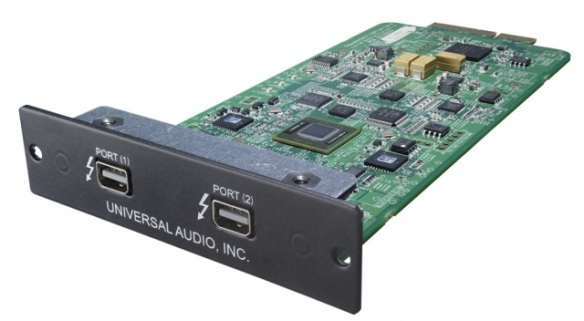 PORT (1)
PORT (2)
UNIVERSAL AUDIO, INC.